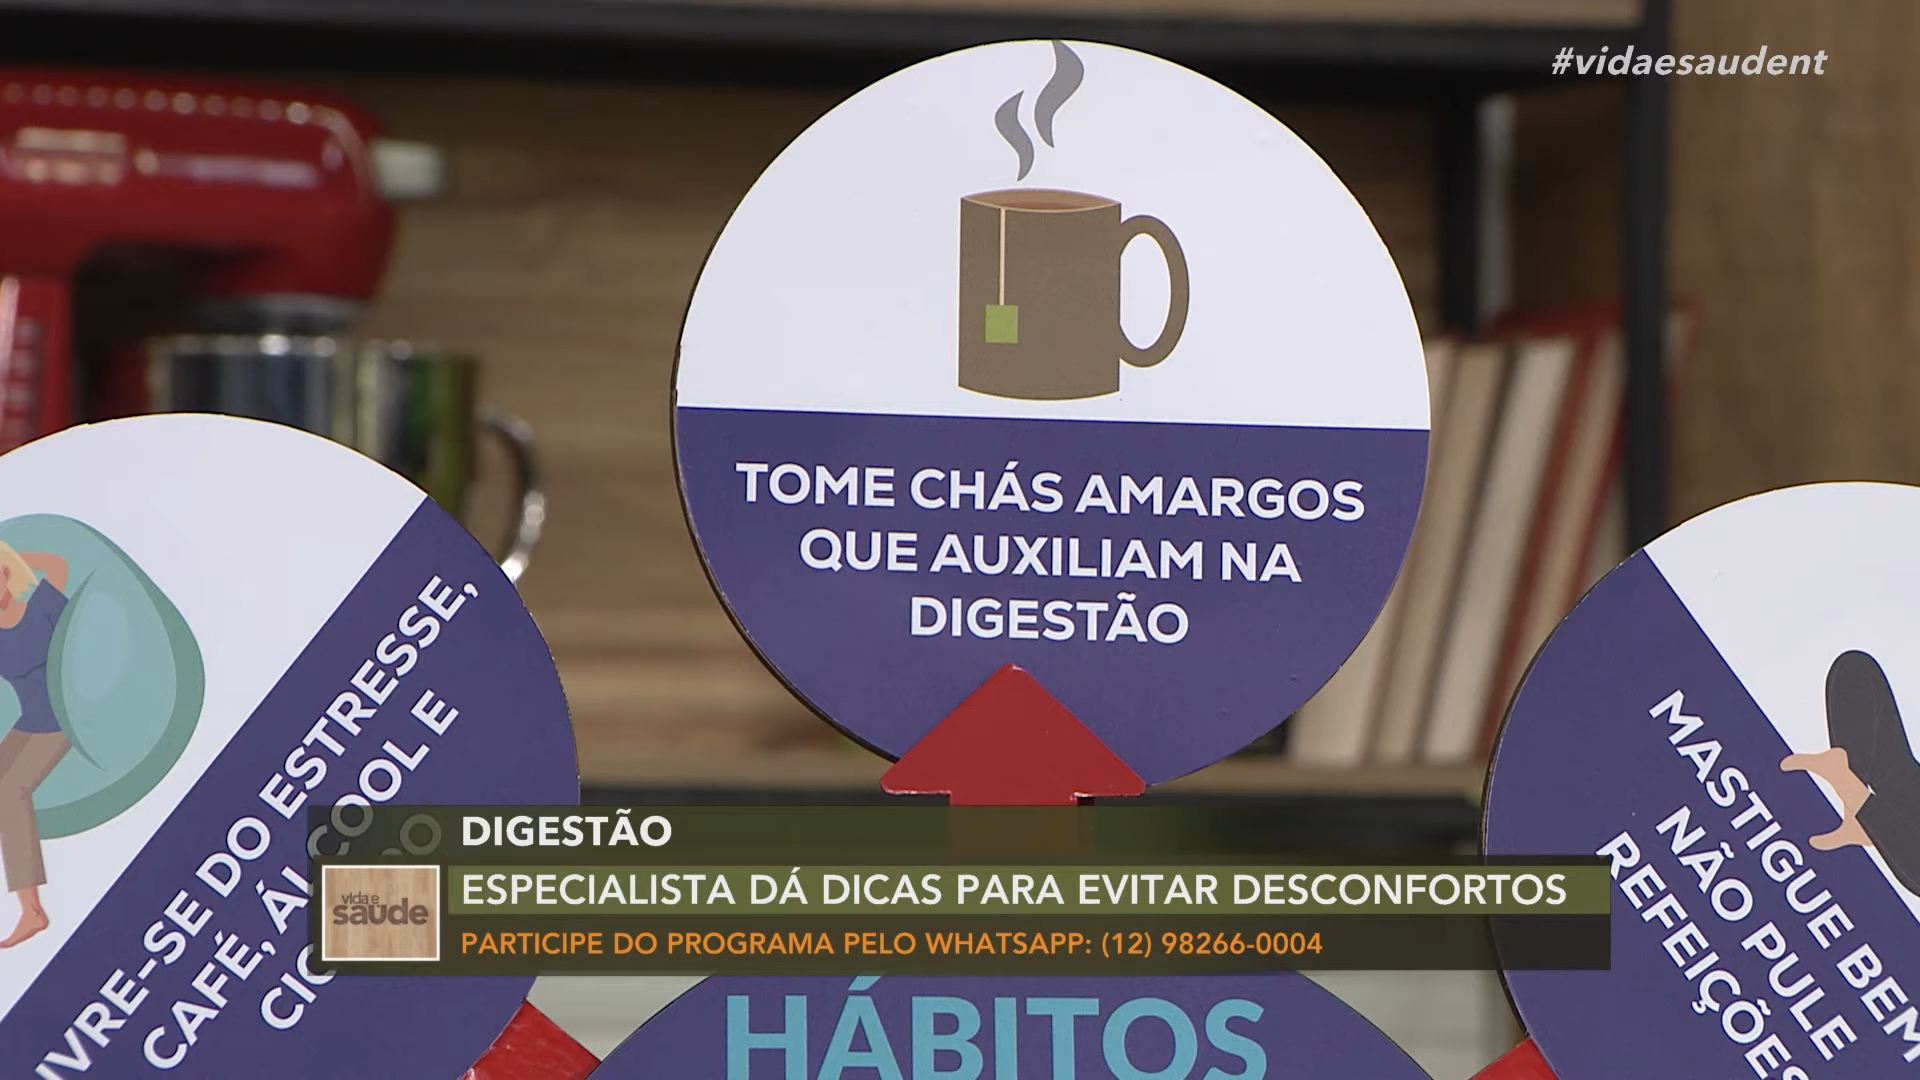 #vidaesaudent
TOME CHÁS AMARGOS
QUE AUXILIAM NA
DIGESTÃO
ESTRESSE,
-SE DO
CAFÉ,
E
MASTIGUE BEM
NÃO PULE
REFEIÇÕES
DIGESTÃO
vida e
saúde
ESPECIALISTA DÁ DICAS PARA EVITAR DESCONFORTOS
PARTICIPE DO PROGRAMA PELO WHATSAPP: (12) 98266-0004
HÁBITOS